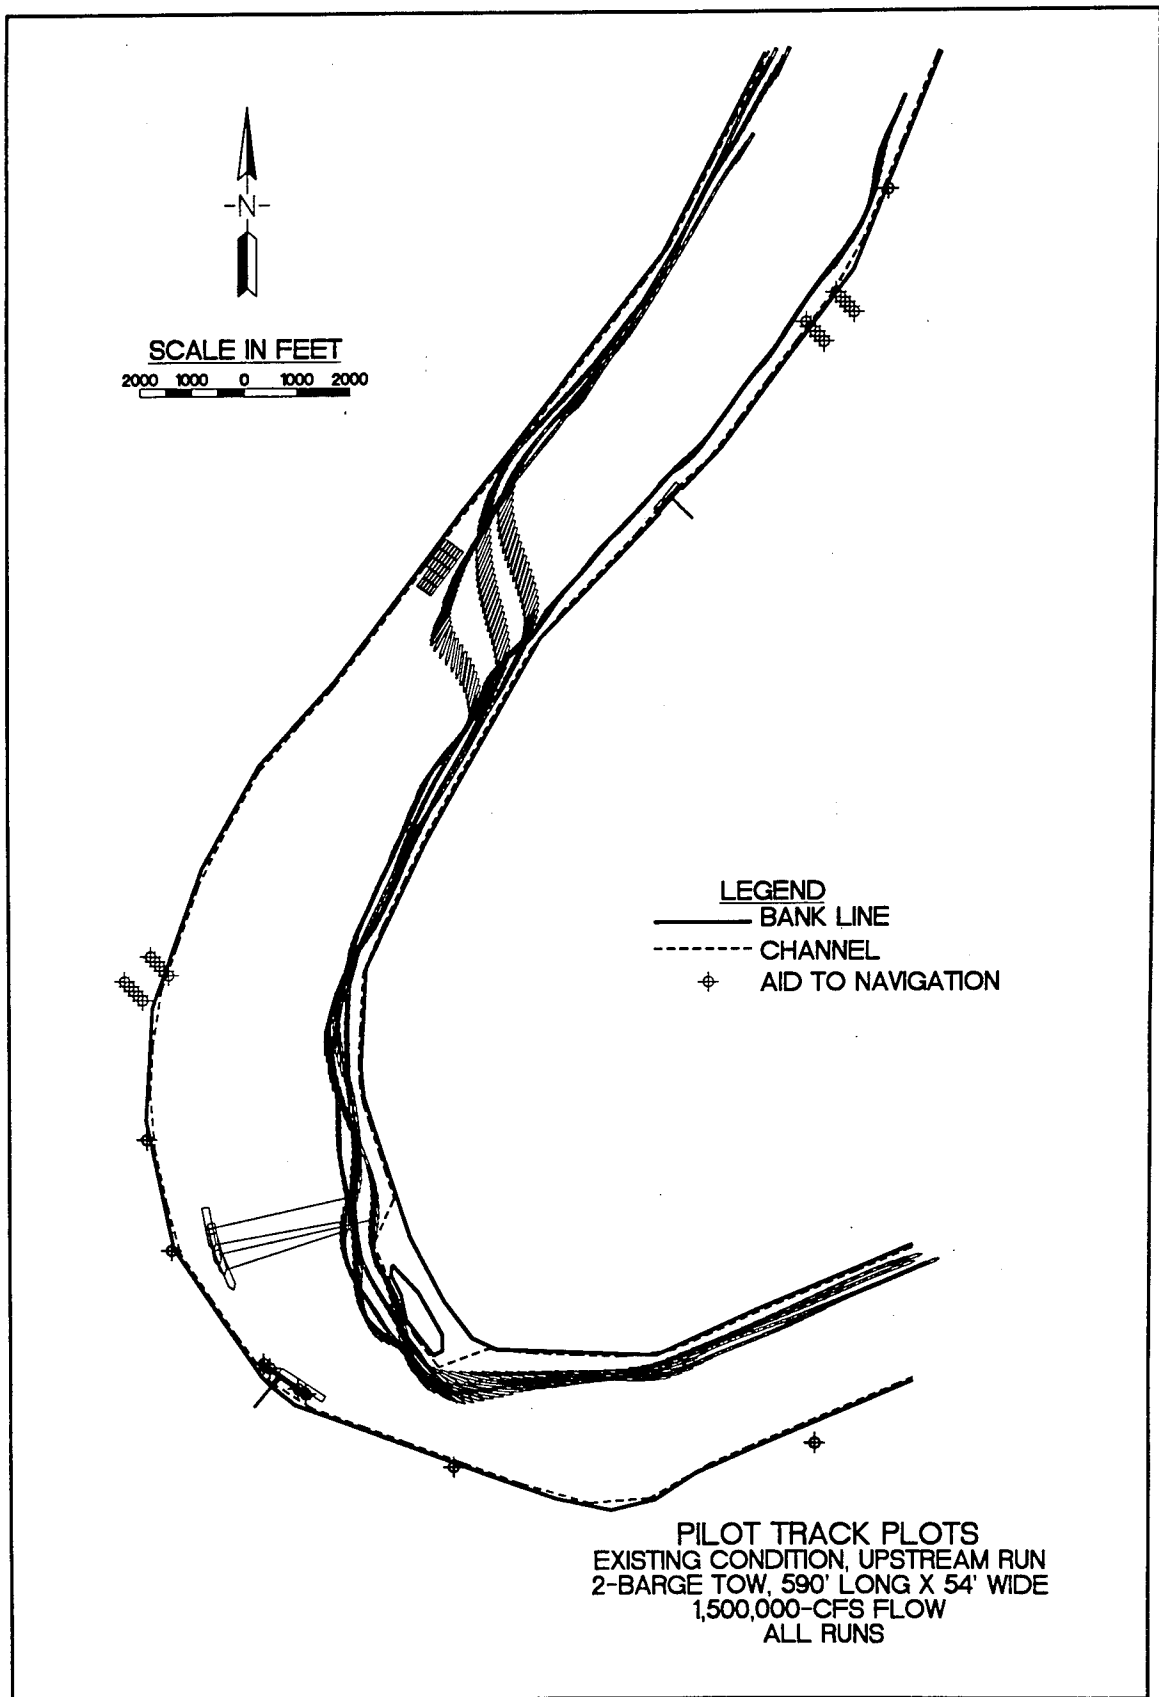 -N-
SCALE IN FEET
2000 1000 0 1000 2000
LEGEND
BANK LINE
CHANNEL
AID TO NAVIGATION
PILOT TRACK PLOTS
EXISTING CONDITION, UPSTREAM RUN
2-BARGE TOW, 590' LONG X 54' WIDE
1,500,000-CFS FLOW
ALL RUNS